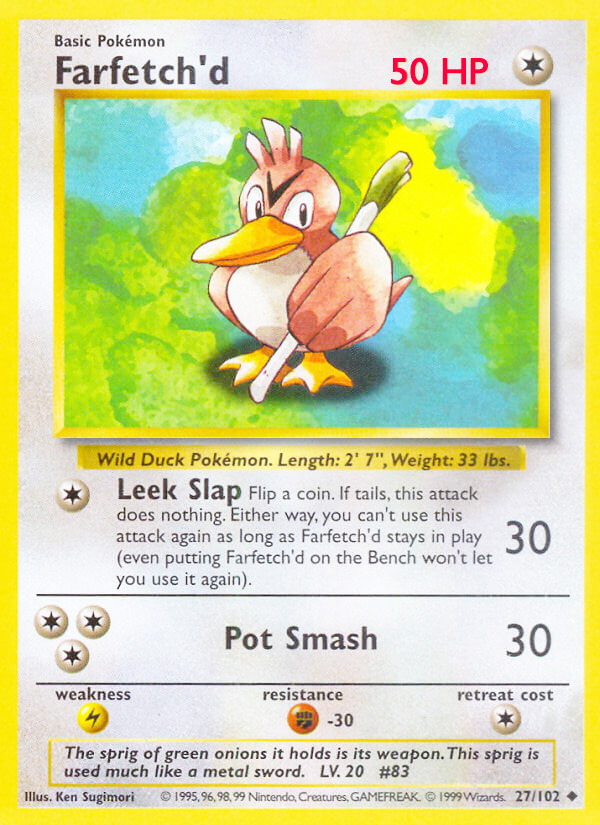 Basic Pokémon
Farfetch'd
50 HP
Wild Duck Pokémon. Length: 2' 7", Weight: 33 lbs.
Leek Slap Flip a coin. If tails, this attack
does nothing. Either way, you can't use this
attack again as long as Farfetch'd stays in play
(even putting Farfetch'd on the Bench won't let
you use it again).
30
Pot Smash
30
weakness
resistance
retreat cost
-30
The sprig of green onions it holds is its weapon. This sprig is
used much like a metal sword. LV. 20 #83
Illus. Ken Sugimori
© 1995, 96, 98, 99 Nintendo, Creatures, GAMEFREAK. © 1999 Wizards.
27/102